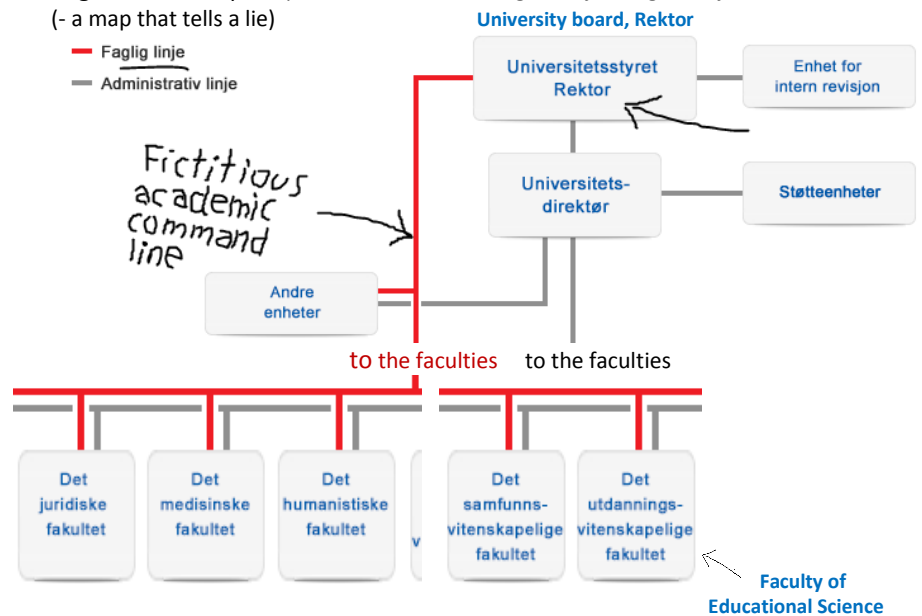 (- a map that tells a lie)
University board, Rektor
Faglig linje
Administrativ linje
Universitetsstyret
Rektor
Enhet for
intern revisjon
Fictitious
academic
command
line
Universitets-
direktør
Støtteenheter
Andre
enheter
to the faculties
to the faculties
Det
juridiske
fakultet
Det
medisinske
fakultet
Det
humanistiske
fakultet
v
Det
samfunns-
vitenskapelige
fakultet
Det
utdannings-
vitenskapelige
fakultet
Faculty of
Educational Science